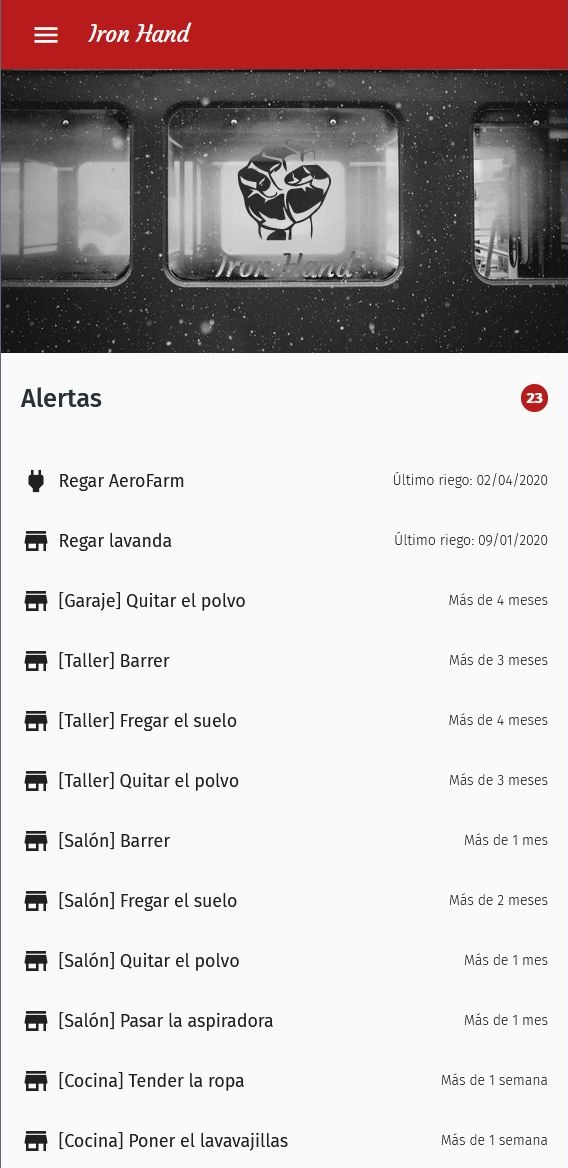 Iron Hand
Iron Hand
Alertas
23
Regar AeroFarm
Último riego: 02/04/2020
Regar lavanda
Último riego: 09/01/2020
[Garaje] Quitar el polvo
Más de 4 meses
[Taller] Barrer
Más de 3 meses
[Taller] Fregar el suelo
Más de 4 meses
[Taller] Quitar el polvo
Más de 3 meses
[Salón] Barrer
Más de 1 mes
[Salón] Fregar el suelo
Más de 2 meses
[Salón] Quitar el polvo
Más de 1 mes
[Salón] Pasar la aspiradora
Más de 1 mes
[Cocina] Tender la ropa
Más de 1 semana
[Cocina] Poner el lavavajillas
Más de 1 semana